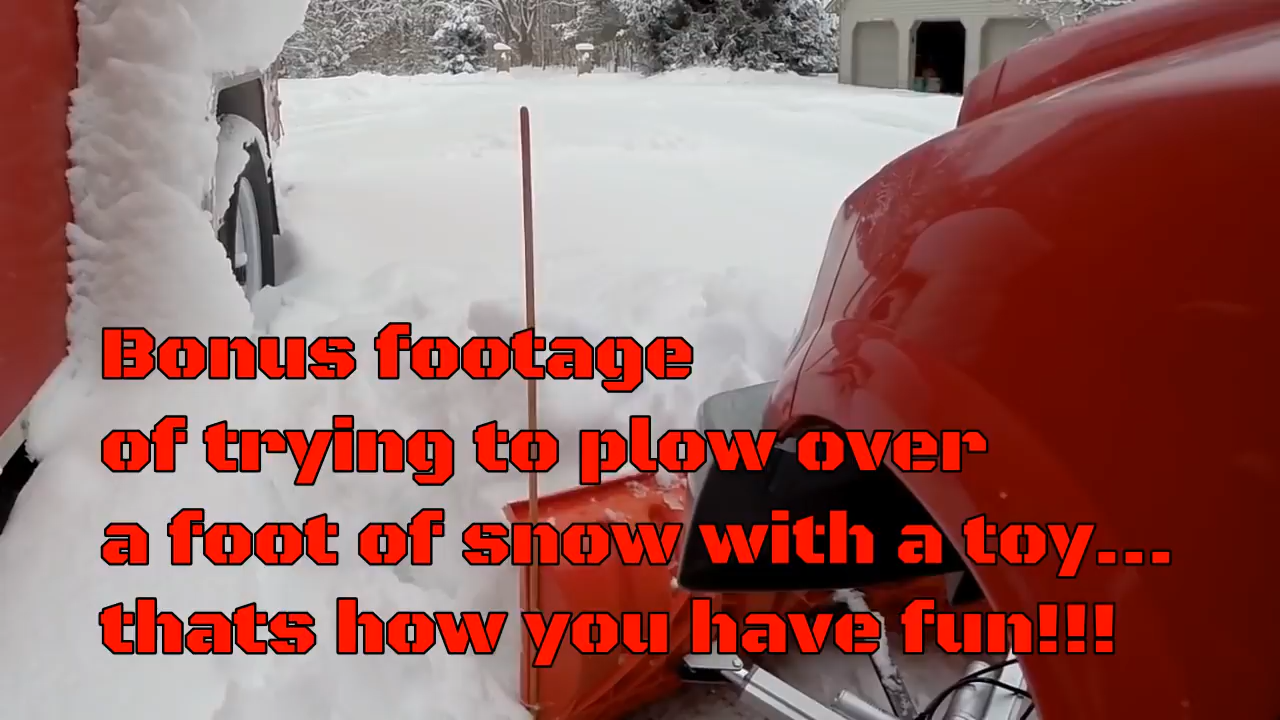 Bonus footage
of trying to plow over
a foot of snow with a toy...
thats how you have fun!!!